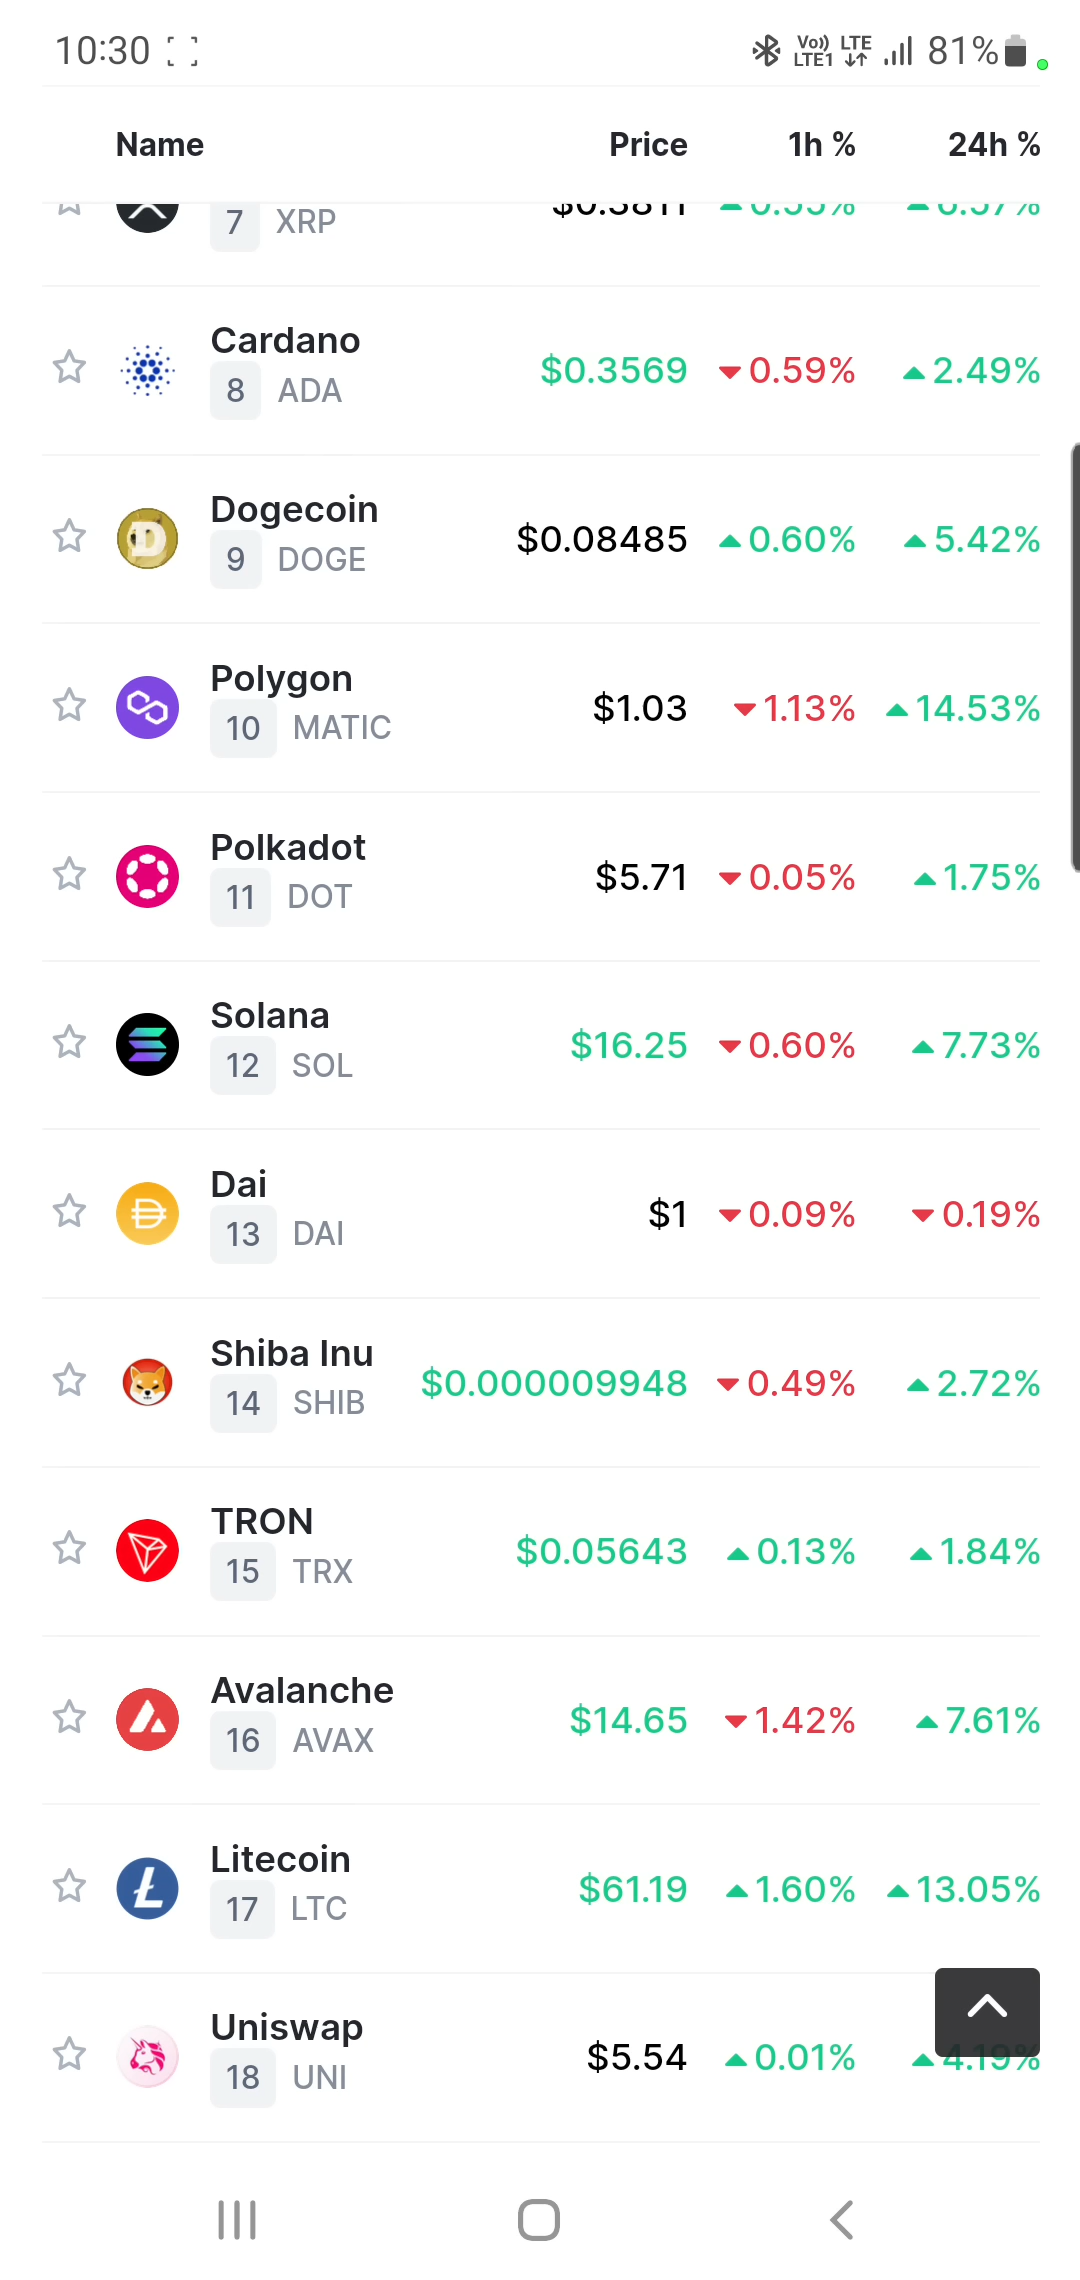 10:30 Vo)) LTE1 LTE 81%
Name Price 1h % 24h %
7 XRP
Cardano
8 ADA $0.3569 0.59% 2.49%
Dogecoin
9 DOGE $0.08485 0.60% 5.42%
Polygon
10 MATIC $1.03 1.13% 14.53%
Polkadot
11 DOT $5.71 0.05% 1.75%
Solana
12 SOL $16.25 0.60% 7.73%
Dai
13 DAI $1 0.09% 0.19%
Shiba Inu
14 SHIB $0.000009948 0.49% 2.72%
TRON
15 TRX $0.05643 0.13% 1.84%
Avalanche
16 AVAX $14.65 1.42% 7.61%
Litecoin
17 LTC $61.19 1.60% 13.05%
Uniswap
18 UNI $5.54 0.01% 4.19%